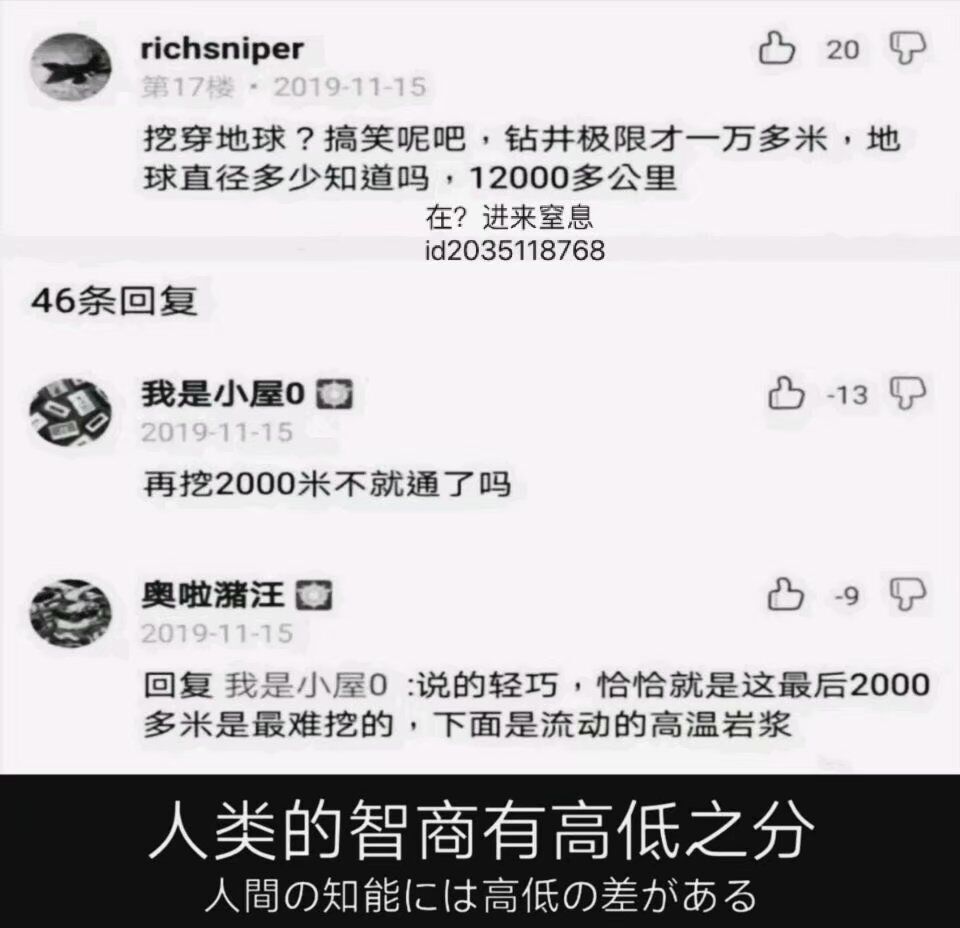 richsniper
20
第17楼・2019-11-15
挖穿地球？搞笑呢吧，钻井极限才一万多米，地
球直径多少知道吗，12000多公里
在？进来窒息
id2035118768
46条回复
我是小屋0
-13
2019-11-15
再挖2000米不就通了吗
奥啦潴汪
-9
2019-11-15
回复 我是小屋0 :说的轻巧，恰恰就是这最后2000
多米是最难挖的，下面是流动的高温岩浆
人类的智商有高低之分
人間の知能には高低の差がある